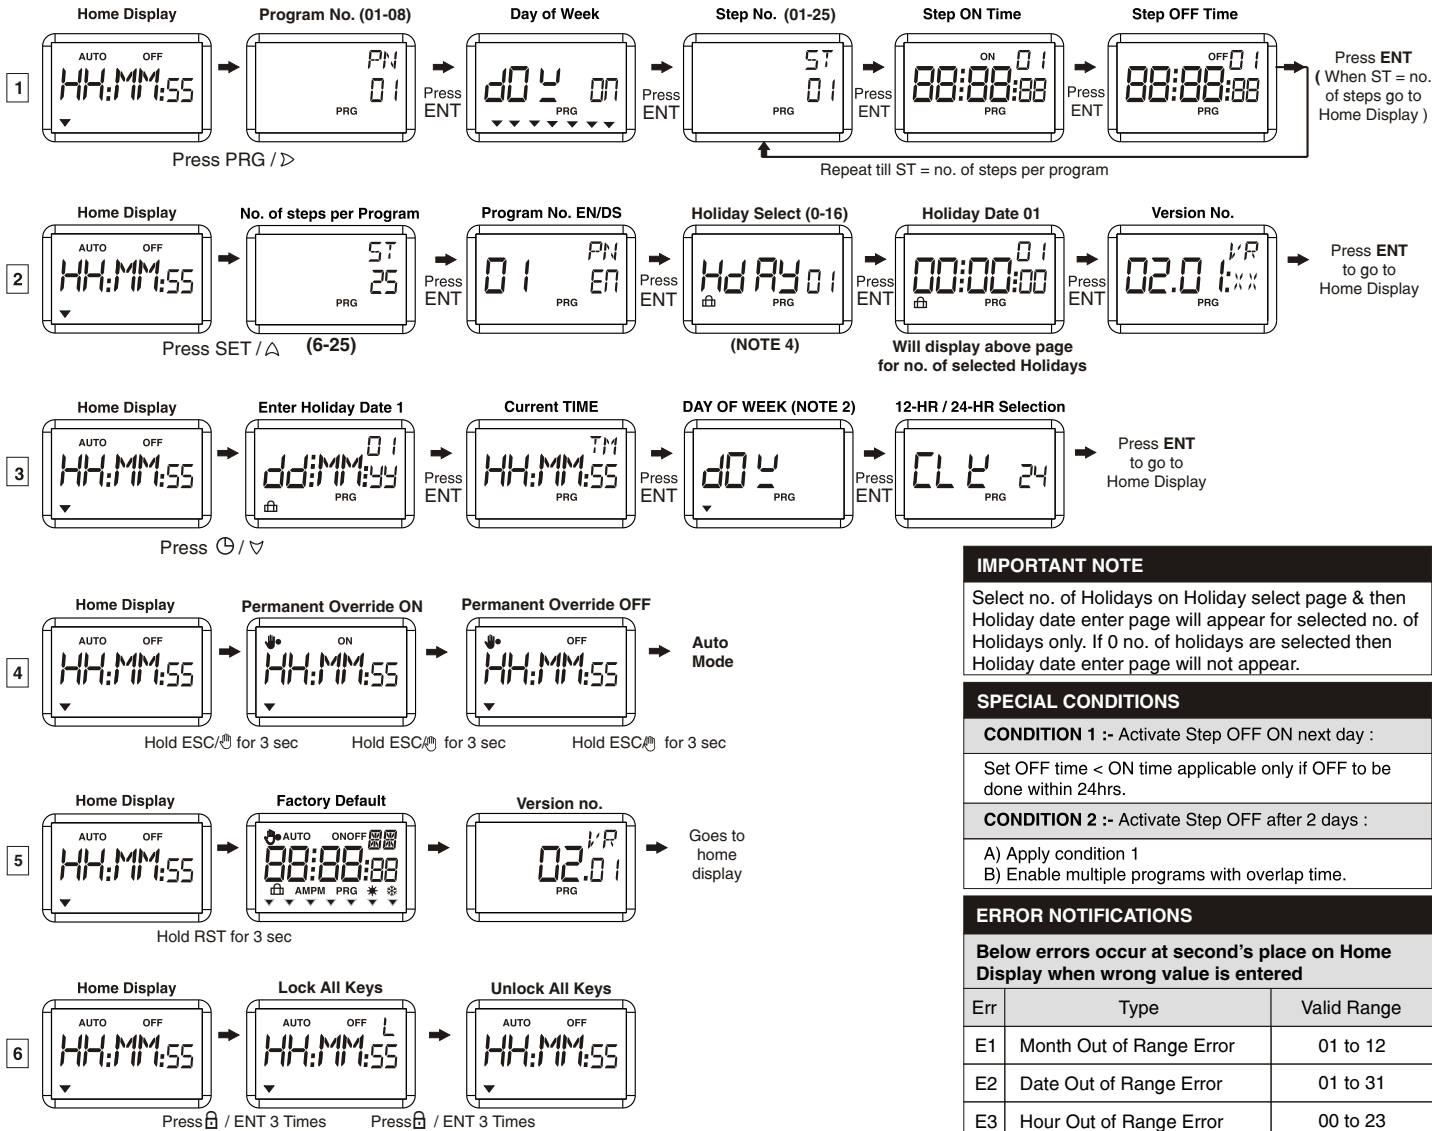 Home Display
Program No. (01-08)
Day of Week
Step No. (01-25)
Step ON Time
Step OFF Time
1
AUTO OFF
HH:MM:55
PN
01
PRG
Press
ENT
dOY On
PRG
Press
ENT
ST
01
PRG
Press
ENT
ON 01
88:88:88
PRG
Press
ENT
OFF 01
88:88:88
PRG
Press ENT
( When ST = no.
of steps go to
Home Display )
Press PRG /
Repeat till ST = no. of steps per program
Home Display
No. of steps per Program
Program No. EN/DS
Holiday Select (0-16)
Holiday Date 01
Version No.
2
AUTO OFF
HH:MM:55
ST
25
PRG
Press
ENT
PN
01 En
PRG
Press
ENT
Hd AY 01
PRG
Press
ENT
01
00:00:00
PRG
Press
ENT
VR
02.01:XX
PRG
Press ENT
to go to
Home Display
Press SET /
(6-25)
(NOTE 4)
Will display above page
for no. of selected Holidays
Home Display
Enter Holiday Date 1
Current TIME
DAY OF WEEK (NOTE 2)
12-HR / 24-HR Selection
3
AUTO OFF
HH:MM:55
01
dd:MM:yy
PRG
Press
ENT
TM
HH:MM:55
PRG
Press
ENT
dOY
PRG
Press
ENT
CLK 24
PRG
Press ENT
to go to
Home Display
Press /
Home Display
Permanent Override ON
Permanent Override OFF
4
AUTO OFF
HH:MM:55
ON
HH:MM:55
OFF
HH:MM:55
Auto
Mode
Hold ESC/ for 3 sec
Hold ESC/ for 3 sec
Hold ESC/ for 3 sec
Home Display
Factory Default
Version no.
5
AUTO OFF
HH:MM:55
AUTO ONOFF
88:88:88
AMPM PRG
VR
02.01
PRG
Goes to
home
display
Hold RST for 3 sec
Home Display
Lock All Keys
Unlock All Keys
6
AUTO OFF
HH:MM:55
AUTO OFF L
HH:MM:55
AUTO OFF
HH:MM:55
Press / ENT 3 Times
Press / ENT 3 Times
IMPORTANT NOTE
Select no. of Holidays on Holiday select page & then
Holiday date enter page will appear for selected no. of
Holidays only. If 0 no. of holidays are selected then
Holiday date enter page will not appear.
SPECIAL CONDITIONS
CONDITION 1 :- Activate Step OFF ON next day :
Set OFF time < ON time applicable only if OFF to be
done within 24hrs.
CONDITION 2 :- Activate Step OFF after 2 days :
A) Apply condition 1
B) Enable multiple programs with overlap time.
ERROR NOTIFICATIONS
Below errors occur at second's place on Home
Display when wrong value is entered
Err Type Valid Range
E1 Month Out of Range Error 01 to 12
E2 Date Out of Range Error 01 to 31
E3 Hour Out of Range Error 00 to 23